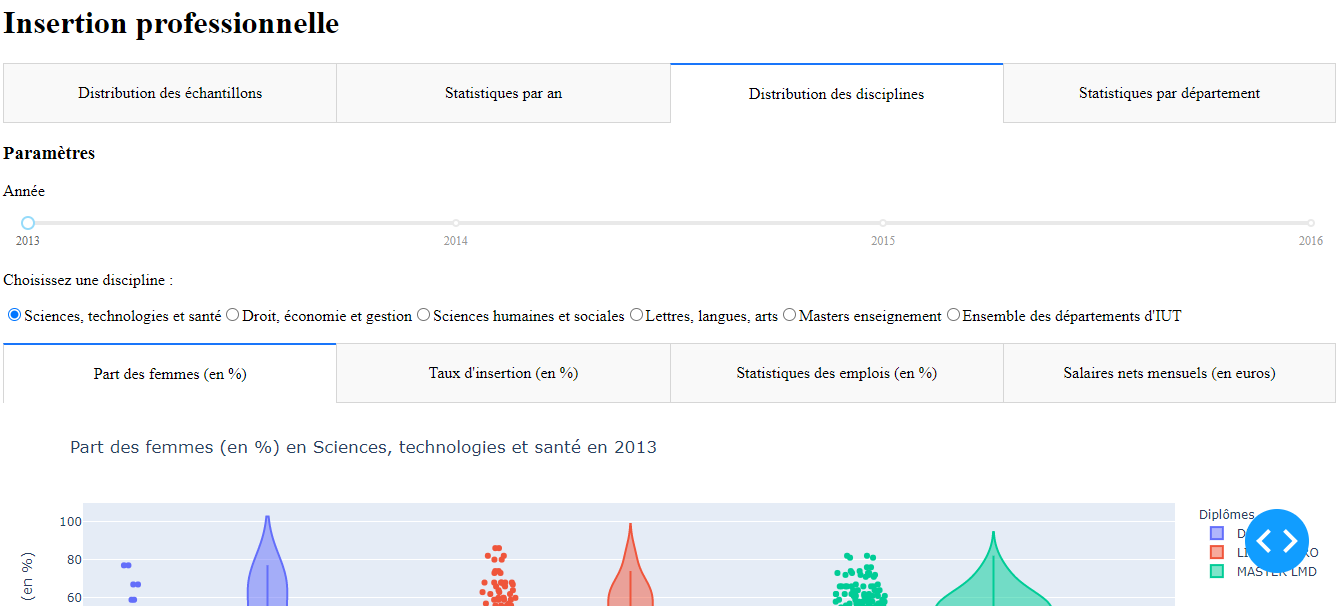 Insertion professionnelle
Distribution des échantillons Statistiques par an Distribution des disciplines Statistiques par département
Paramètres
Année
2013 2014 2015 2016
Choisissez une discipline :
Sciences, technologies et santé Droit, économie et gestion Sciences humaines et sociales Lettres, langues, arts Masters enseignement Ensemble des départements d'IUT
Part des femmes (en %) Taux d'insertion (en %) Statistiques des emplois (en %) Salaires nets mensuels (en euros)
Part des femmes (en %) en Sciences, technologies et santé en 2013
Diplômes
100
80
MASTER LMD
60
(en %)